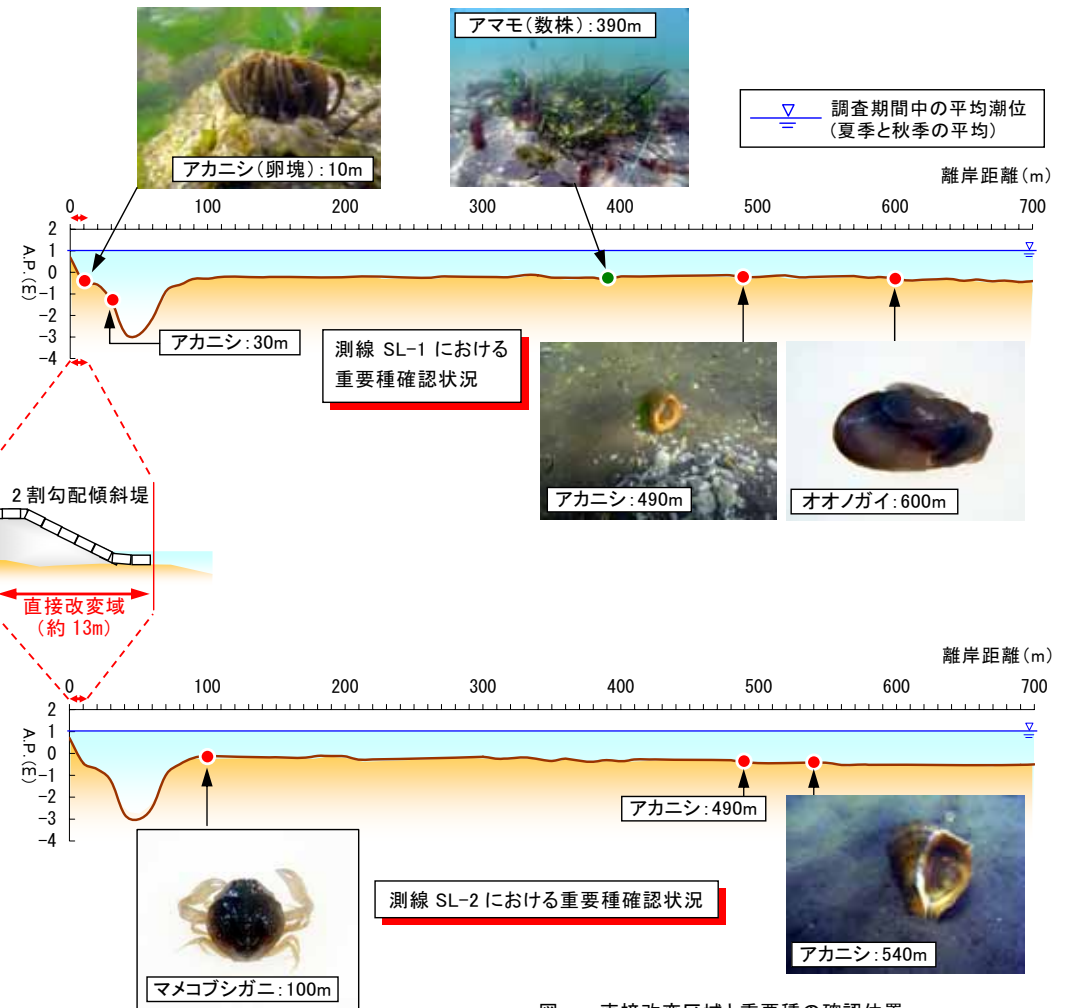 アマモ(数株):390m
調査期間中の平均潮位
(夏季と秋季の平均)
アカニシ(卵塊):10m
離岸距離(m)
0 100 200 300 400 500 600 700
2
1
0
-1
-2
-3
-4
A.P.(E)
アカニシ:30m
測線 SL-1 における
重要種確認状況
アカニシ:490m
オオノガイ:600m
2割勾配傾斜堤
直接改変域
(約 13m)
離岸距離(m)
0 100 200 300 400 500 600 700
2
1
0
-1
-2
-3
-4
A.P.(E)
アカニシ:490m
測線 SL-2 における重要種確認状況
アカニシ:540m
マメコブシガニ:100m